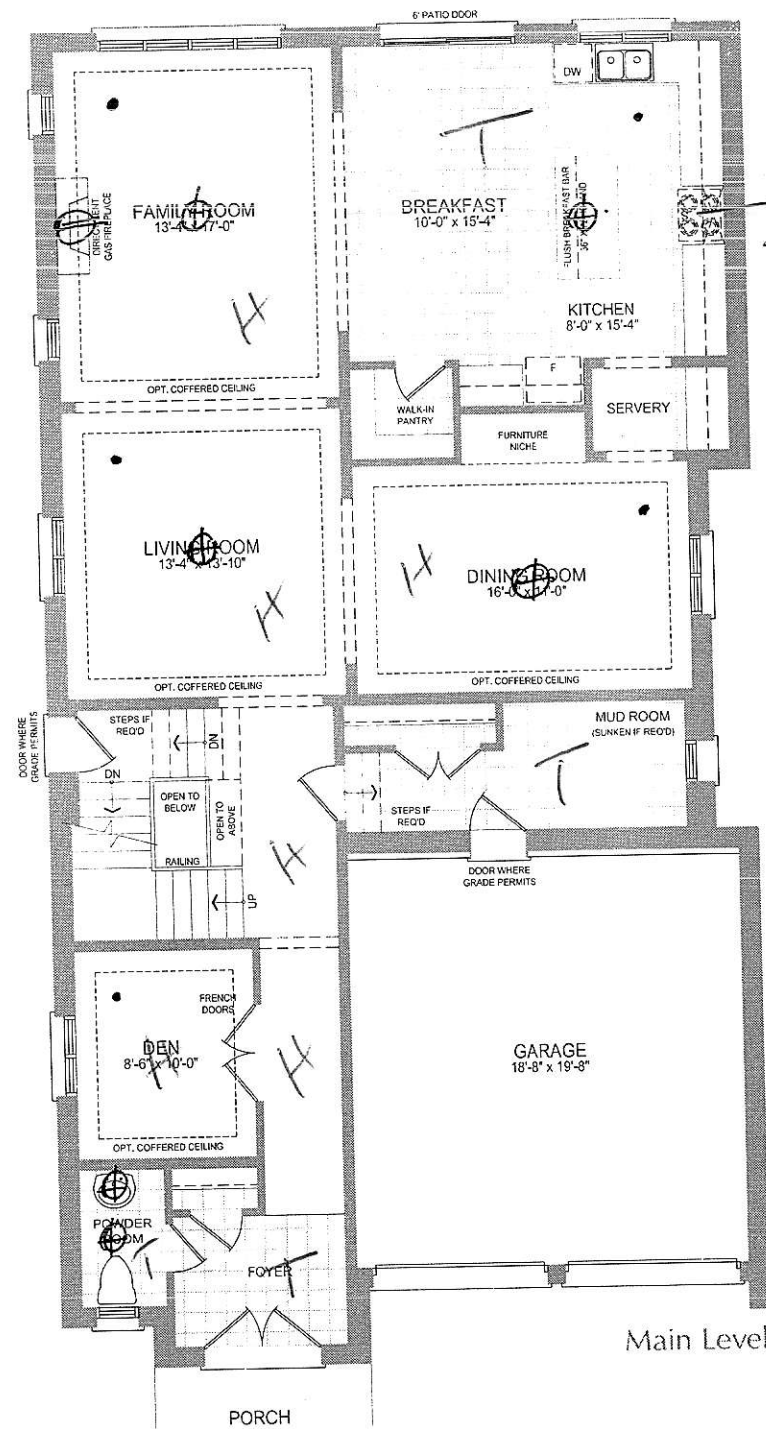 6' PATIO DOOR
DW
T
FAMILY ROOM
13'-4" x 17'-0"
DIRECT VENT
GAS FIREPLACE
BREAKFAST
10'-0" x 15'-4"
FLUSH BREAKFAST BAR
KITCHEN
8'-0" x 15'-4"
H
OPT. COFFERED CEILING
F
WALK-IN
PANTRY
SERVERY
FURNITURE
NICHE
LIVING ROOM
13'-4" x 13'-10"
H
H
DINING ROOM
16'-0" x 11'-0"
OPT. COFFERED CEILING
OPT. COFFERED CEILING
DOOR WHERE
GRADE PERMITS
STEPS IF
REQ'D
DN
DN
MUD ROOM
(SUNKEN IF REQ'D)
T
OPEN TO
BELOW
OPEN TO
ABOVE
STEPS IF
REQ'D
RAILING
H
UP
DOOR WHERE
GRADE PERMITS
FRENCH
DOORS
DEN
8'-6" x 10'-0"
H
H
GARAGE
18'-8" x 19'-8"
OPT. COFFERED CEILING
POWDER
ROOM
T
FOYER
T
Main Level
PORCH